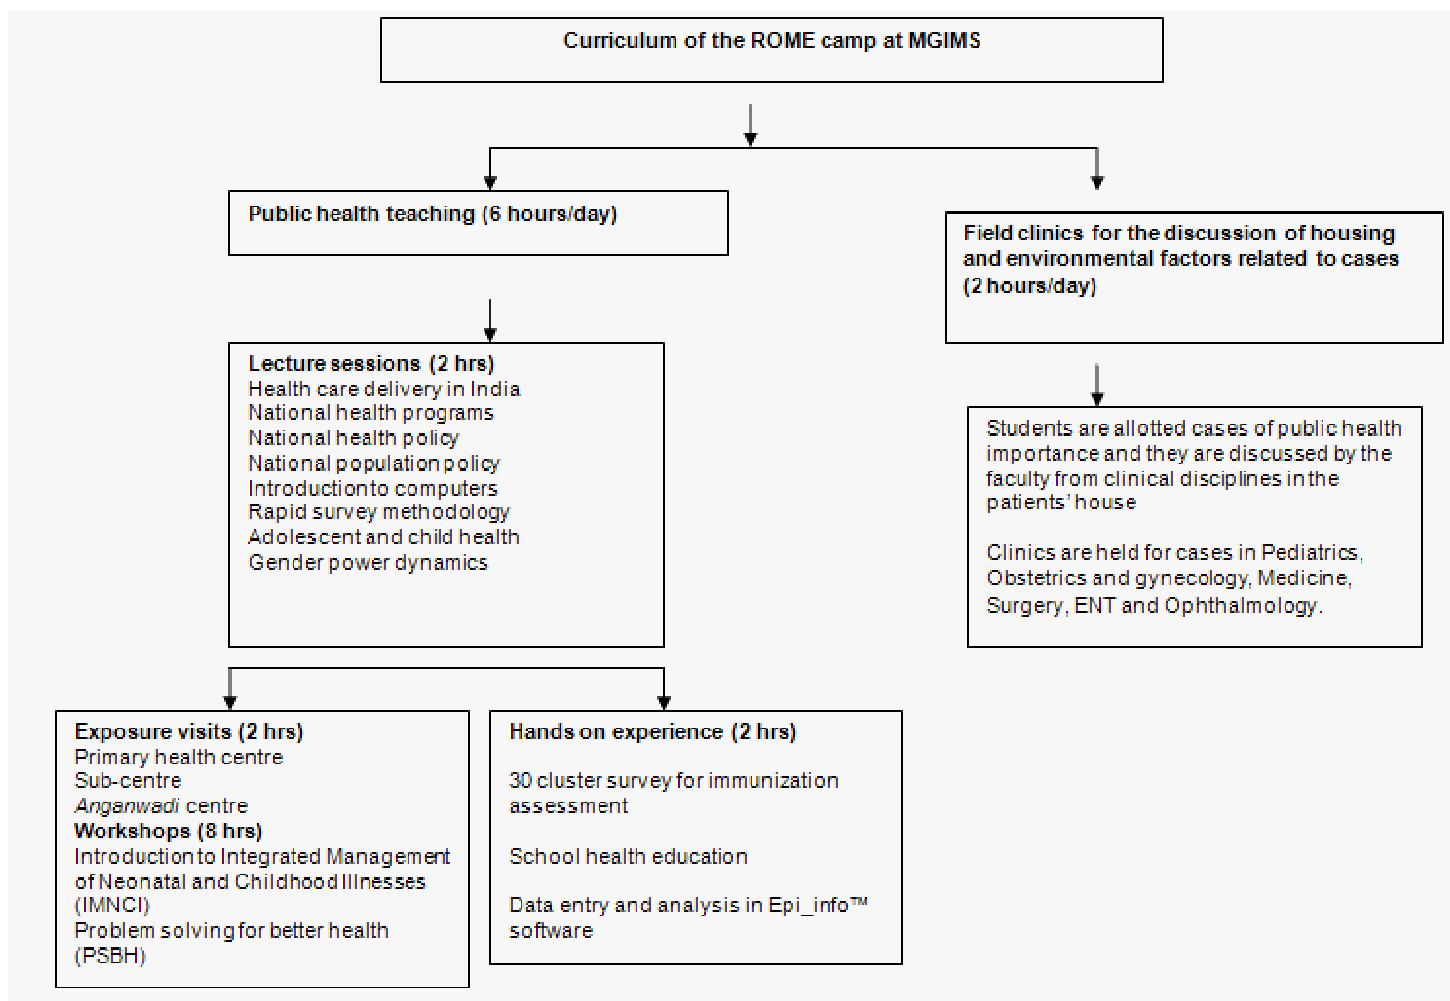 Curriculum of the ROME camp at MGIMS
Public health teaching (6 hours/day)
Field clinics for the discussion of housing
and environmental factors related to cases
(2 hours/day)
Lecture sessions (2 hrs)
Health care delivery in India
National health programs
National health policy
National population policy
Introduction to computers
Rapid survey methodology
Adolescent and child health
Gender power dynamics
Students are allotted cases of public health
importance and they are discussed by the
faculty from clinical disciplines in the
patients' house
Clinics are held for cases in Pediatrics,
Obstetrics and gynecology, Medicine,
Surgery, ENT and Ophthalmology.
Exposure visits (2 hrs)
Primary health centre
Sub-centre
Anganwadi centre
Workshops (8 hrs)
Introduction to Integrated Management
of Neonatal and Childhood Illnesses
(IMNCI)
Problem solving for better health
(PSBH)
Hands on experience (2 hrs)
30 cluster survey for immunization
assessment
School health education
Data entry and analysis in Epi_info™
software